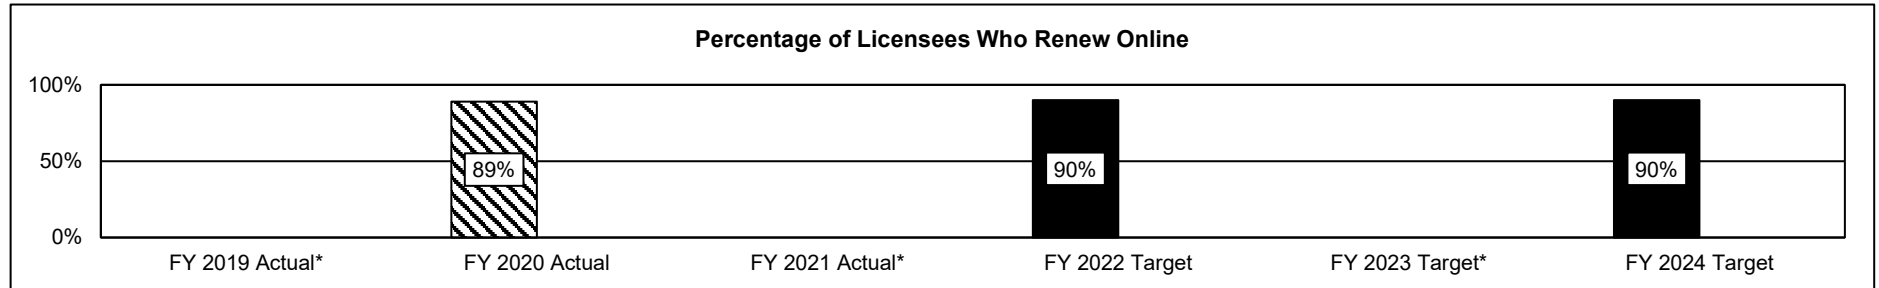 Percentage of Licensees Who Renew Online
100%
50%
0%
89%
90%
90%
FY 2019 Actual*
FY 2020 Actual
FY 2021 Actual*
FY 2022 Target
FY 2023 Target*
FY 2024 Target